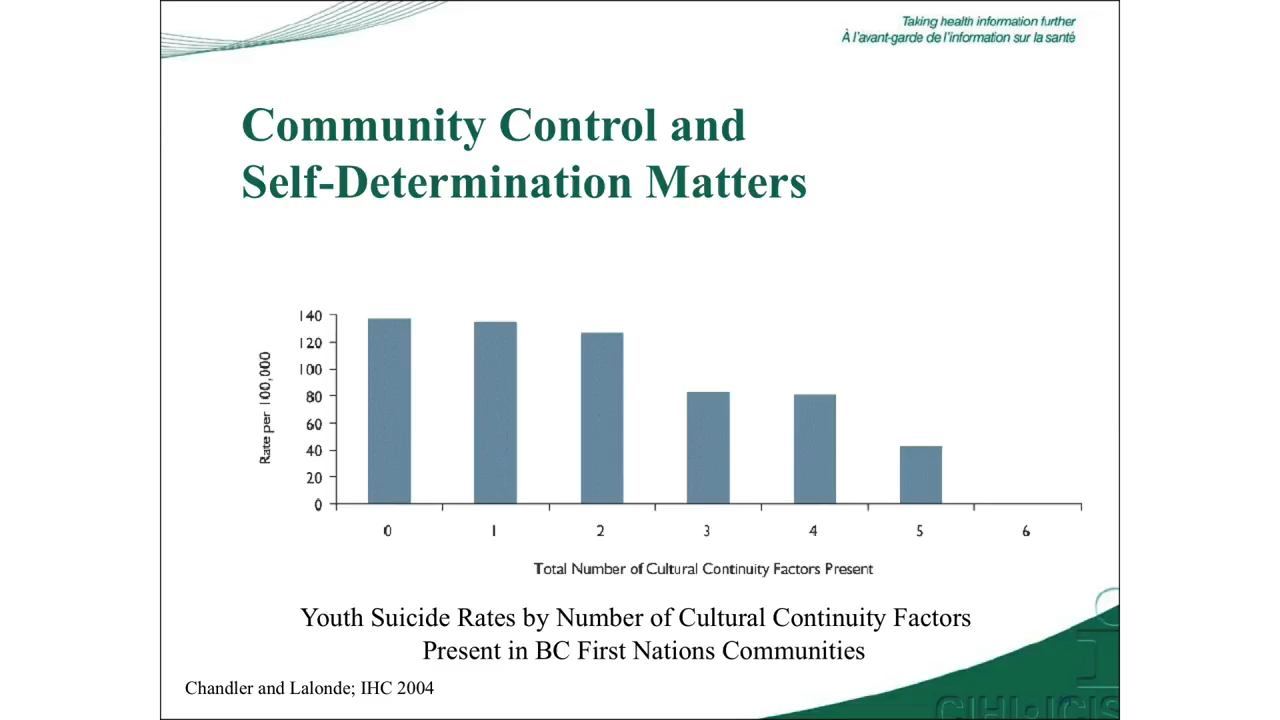 Taking health information further
À l'avant-garde de l'information sur la santé
Community Control and
Self-Determination Matters
140
120
100
80
60
40
20
0
Rate per 100,000
0 1 2 3 4 5 6
Total Number of Cultural Continuity Factors Present
Youth Suicide Rates by Number of Cultural Continuity Factors
Present in BC First Nations Communities
Chandler and Lalonde; IHC 2004
CIHI•ICIS